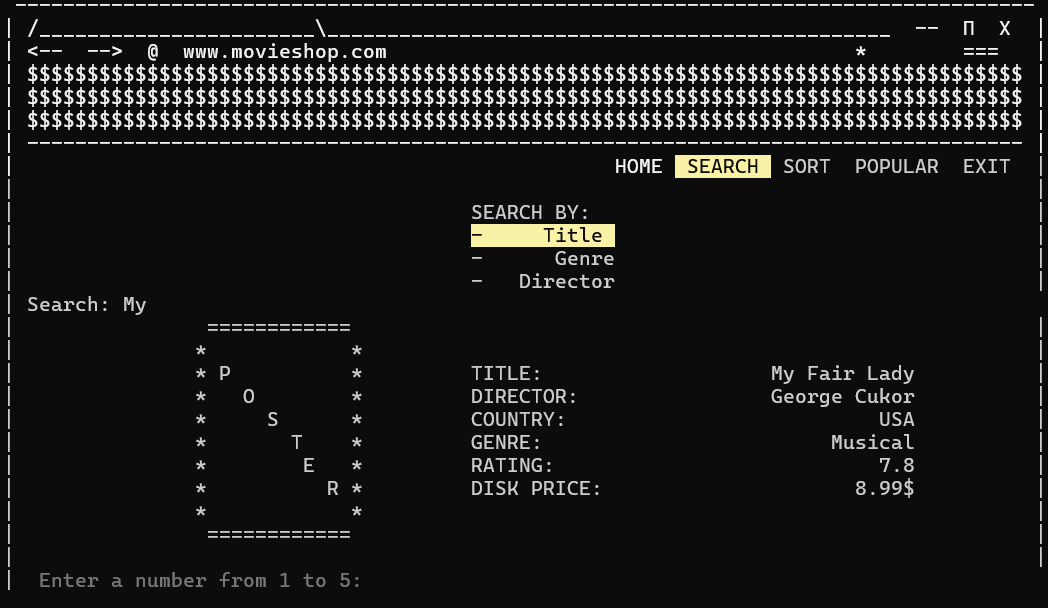 /_______________________\_______________________________________________ -- П X
<-- --> @ www.movieshop.com * ===
$$$$$$$$$$$$$$$$$$$$$$$$$$$$$$$$$$$$$$$$$$$$$$$$$$$$$$$$$$$$$$$$$$$$$$$$$$$$$$$$$$$
$$$$$$$$$$$$$$$$$$$$$$$$$$$$$$$$$$$$$$$$$$$$$$$$$$$$$$$$$$$$$$$$$$$$$$$$$$$$$$$$$$$
$$$$$$$$$$$$$$$$$$$$$$$$$$$$$$$$$$$$$$$$$$$$$$$$$$$$$$$$$$$$$$$$$$$$$$$$$$$$$$$$$$$
HOME SEARCH SORT POPULAR EXIT
SEARCH BY:
- Title
- Genre
- Director
Search: My
============
* *
* P * TITLE: My Fair Lady
* O * DIRECTOR: George Cukor
* S * COUNTRY: USA
* T * GENRE: Musical
* E * RATING: 7.8
* R * DISK PRICE: 8.99$
* *
============
Enter a number from 1 to 5: